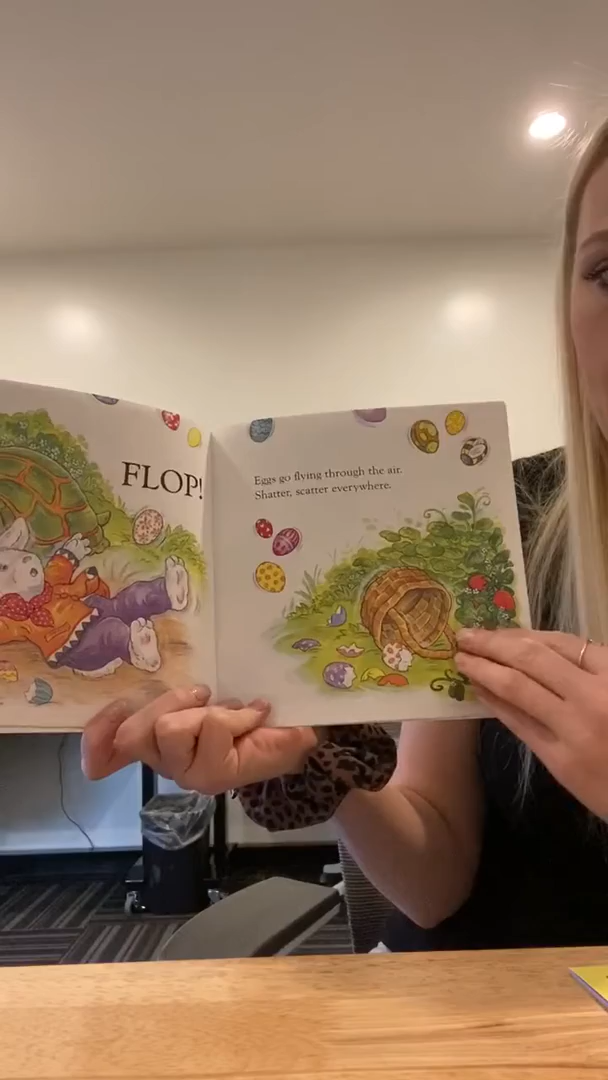 FLOP!
Eggs go flying through the air.
Shatter, scatter everywhere.